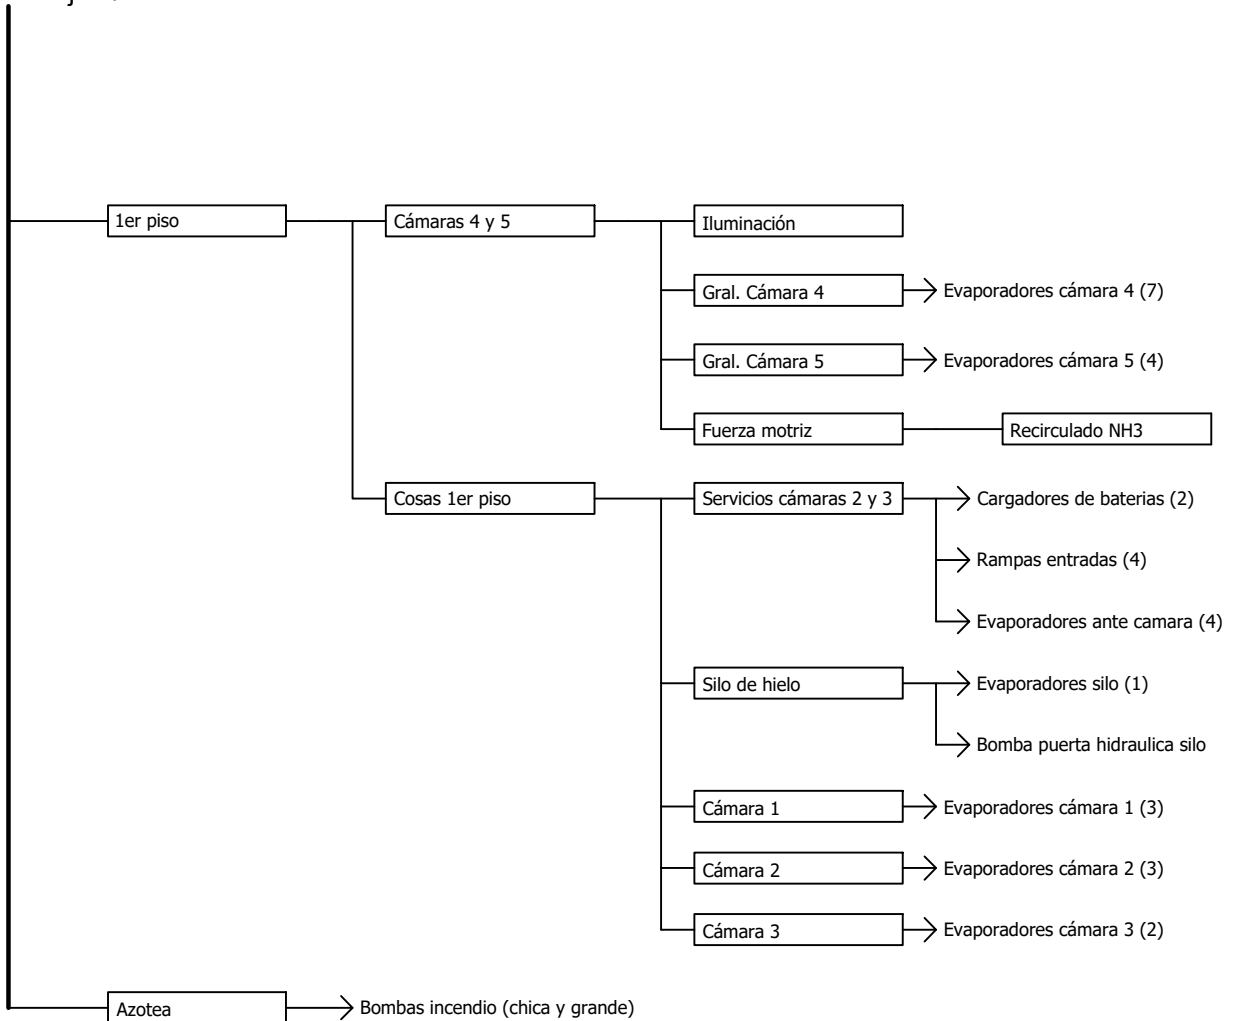 1er piso
Cámaras 4 y 5
Iluminación
Gral. Cámara 4
Evaporadores cámara 4 (7)
Gral. Cámara 5
Evaporadores cámara 5 (4)
Fuerza motriz
Recirculado NH3
Cosas 1er piso
Servicios cámaras 2 y 3
Cargadores de baterias (2)
Rampas entradas (4)
Evaporadores ante camara (4)
Silo de hielo
Evaporadores silo (1)
Bomba puerta hidraulica silo
Cámara 1
Evaporadores cámara 1 (3)
Cámara 2
Evaporadores cámara 2 (3)
Cámara 3
Evaporadores cámara 3 (2)
Azotea
Bombas incendio (chica y grande)